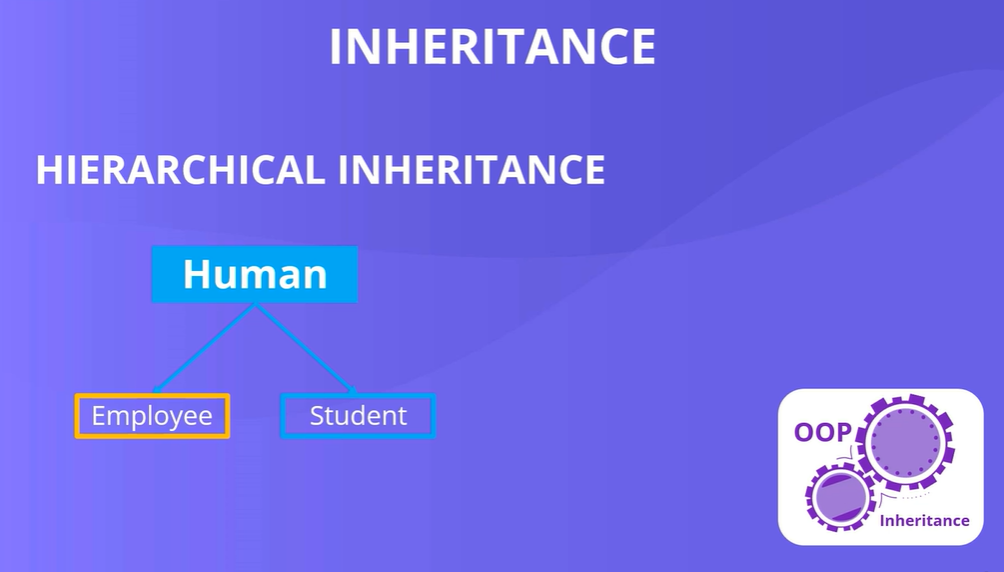 INHERITANCE
HIERARCHICAL INHERITANCE
Human
Employee
Student
OOP
Inheritance